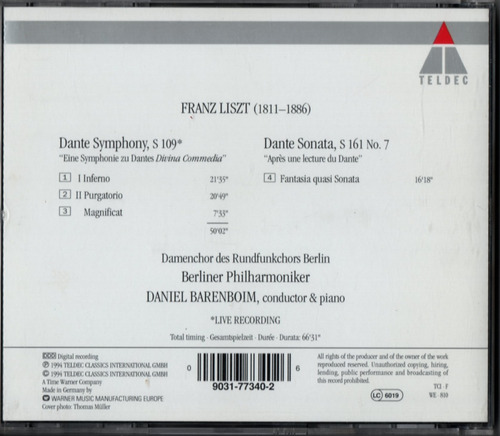 TELDEC
FRANZ LISZT (1811–1886)
Dante Symphony, S 109*
"Eine Symphonie zu Dantes Divina Commedia"
1 I Inferno 21'35"
2 II Purgatorio 20'49"
3 Magnificat 7'33"
50'02"
Dante Sonata, S 161 No. 7
"Après une lecture du Dante"
4 Fantasia quasi Sonata 16'18"
Damenchor des Rundfunkchors Berlin
Berliner Philharmoniker
DANIEL BARENBOIM, conductor & piano
*LIVE RECORDING
Total timing · Gesamtspielzeit · Durée · Durata: 66'31"
DDD Digital recording
℗ 1994 TELDEC CLASSICS INTERNATIONAL GMBH
© 1994 TELDEC CLASSICS INTERNATIONAL GMBH
A Time Warner Company
Made in Germany by
WARNER MUSIC MANUFACTURING EUROPE
Cover photo: Thomas Müller
0 6
9031-77340-2
All rights of the producer and of the owner of the work
reproduced reserved. Unauthorized copying, hiring,
lending, public performance and broadcasting of
this record prohibited.
LC 6019
TCI · F
WE · 810